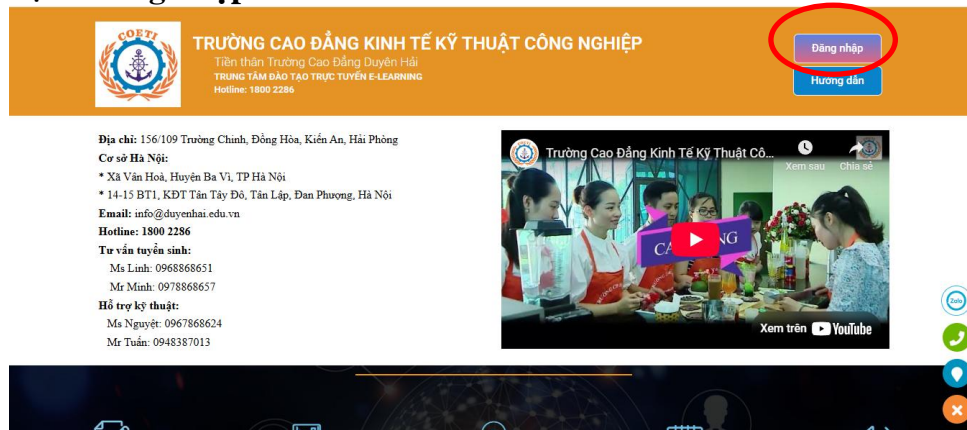 COETI
TRƯỜNG CAO ĐẲNG KINH TẾ KỸ THUẬT CÔNG NGHIỆP
Tiền thân Trường Cao Đẳng Duyên Hải
TRUNG TÂM ĐÀO TẠO TRỰC TUYẾN E-LEARNING
Hotline: 1800 2286
Đăng nhập
Hướng dẫn
Địa chỉ: 156/109 Trường Chinh, Đồng Hòa, Kiến An, Hải Phòng
Cơ sở Hà Nội:
* Xã Vân Hoà, Huyện Ba Vì, TP Hà Nội
* 14-15 BT1, KĐT Tân Tây Đô, Tân Lập, Đan Phượng, Hà Nội
Email: info@duyenhai.edu.vn
Hotline: 1800 2286
Tư vấn tuyển sinh:
Ms Linh: 0968868651
Mr Minh: 0978868657
Hỗ trợ kỹ thuật:
Ms Nguyệt: 0967868624
Mr Tuấn: 0948387013
Trường Cao Đẳng Kinh Tế Kỹ Thuật Cô...
Xem sau
Chia sẻ
Xem trên YouTube
Zalo